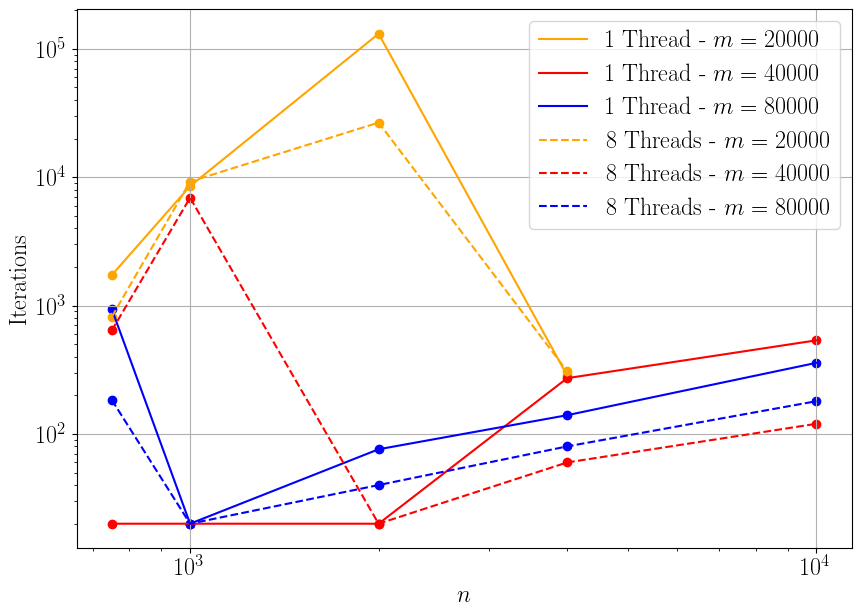 10^5
10^4
10^3
10^2
Iterations
10^3
10^4
n
1 Thread - m = 20000
1 Thread - m = 40000
1 Thread - m = 80000
8 Threads - m = 20000
8 Threads - m = 40000
8 Threads - m = 80000